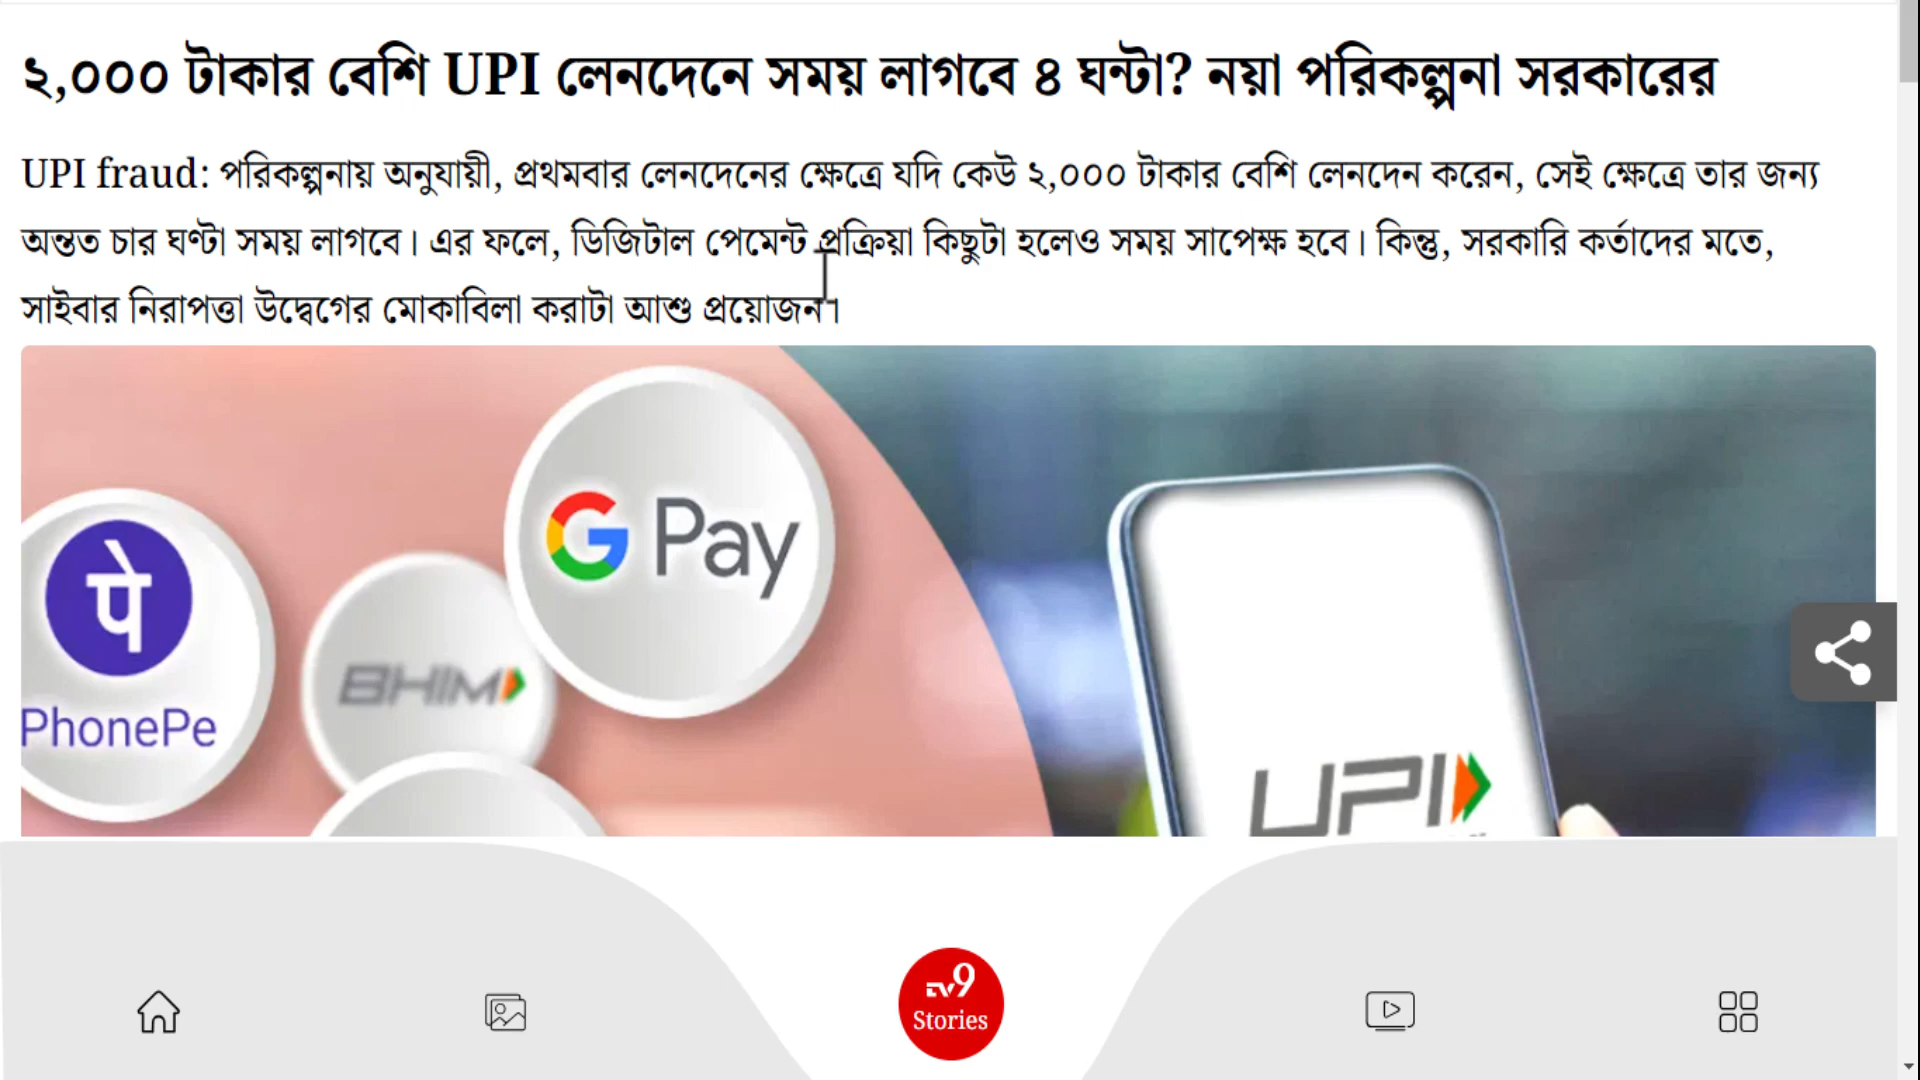 ২,০০০ টাকার বেশি UPI লেনদেনে সময় লাগবে ৪ ঘন্টা? নয়া পরিকল্পনা সরকারের
UPI fraud: পরিকল্পনায় অনুযায়ী, প্রথমবার লেনদেনের ক্ষেত্রে যদি কেউ ২,০০০ টাকার বেশি লেনদেন করেন, সেই ক্ষেত্রে তার জন্য
অন্তত চার ঘণ্টা সময় লাগবে। এর ফলে, ডিজিটাল পেমেন্ট প্রক্রিয়া কিছুটা হলেও সময় সাপেক্ষ হবে। কিন্তু, সরকারি কর্তাদের মতে,
সাইবার নিরাপত্তা উদ্বেগের মোকাবিলা করাটা আশু প্রয়োজন।
G Pay
पे
PhonePe
BHIM
UPI
TV9
Stories